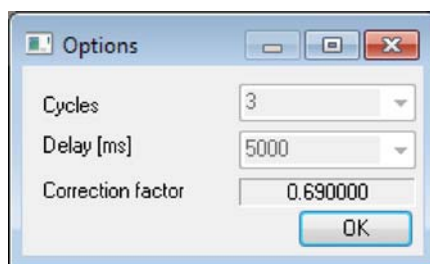 Options
Cycles 3
Delay [ms] 5000
Correction factor 0.690000
OK